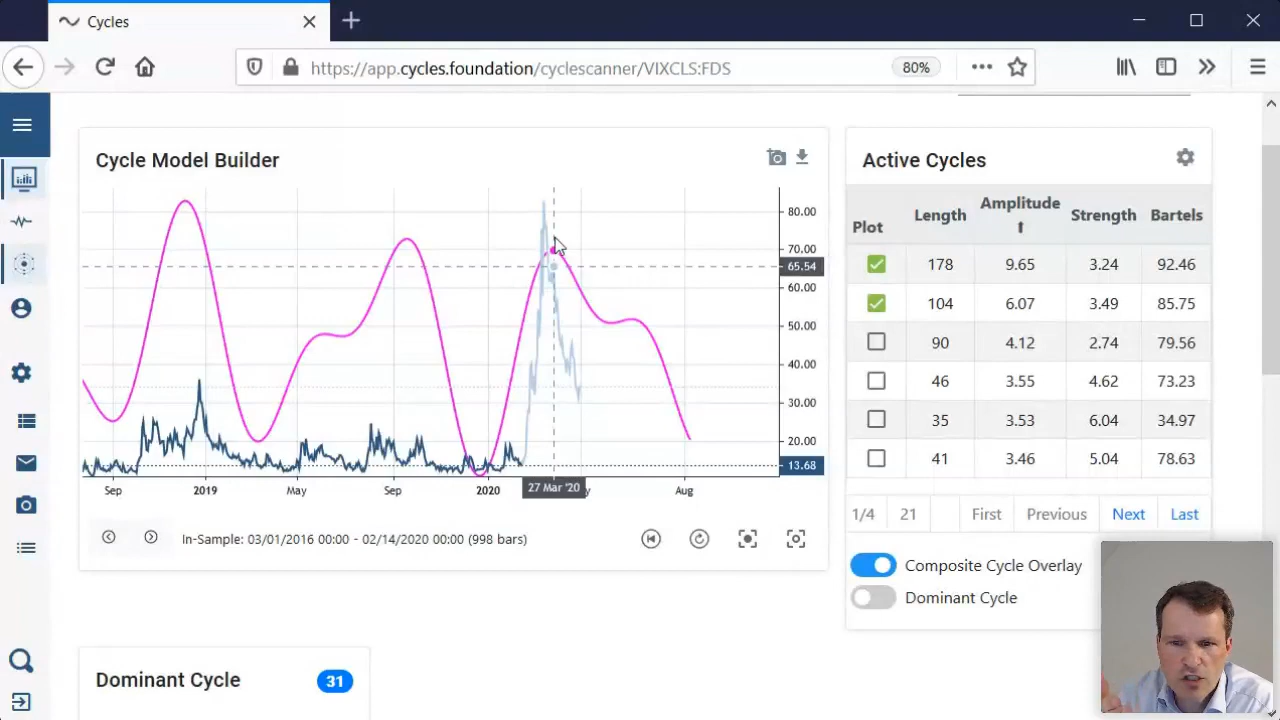 Cycles
https://app.cycles.foundation/cyclescanner/VIXCLS:FDS
80%
Cycle Model Builder
80.00
70.00
65.54
60.00
50.00
40.00
30.00
20.00
13.68
Sep
2019
May
Sep
2020
27 Mar '20
y
Aug
In-Sample: 03/01/2016 00:00 - 02/14/2020 00:00 (998 bars)
Active Cycles
Plot Length Amplitude Strength Bartels
178 9.65 3.24 92.46
104 6.07 3.49 85.75
90 4.12 2.74 79.56
46 3.55 4.62 73.23
35 3.53 6.04 34.97
41 3.46 5.04 78.63
1/4 21 First Previous Next Last
Composite Cycle Overlay
Dominant Cycle
Dominant Cycle 31